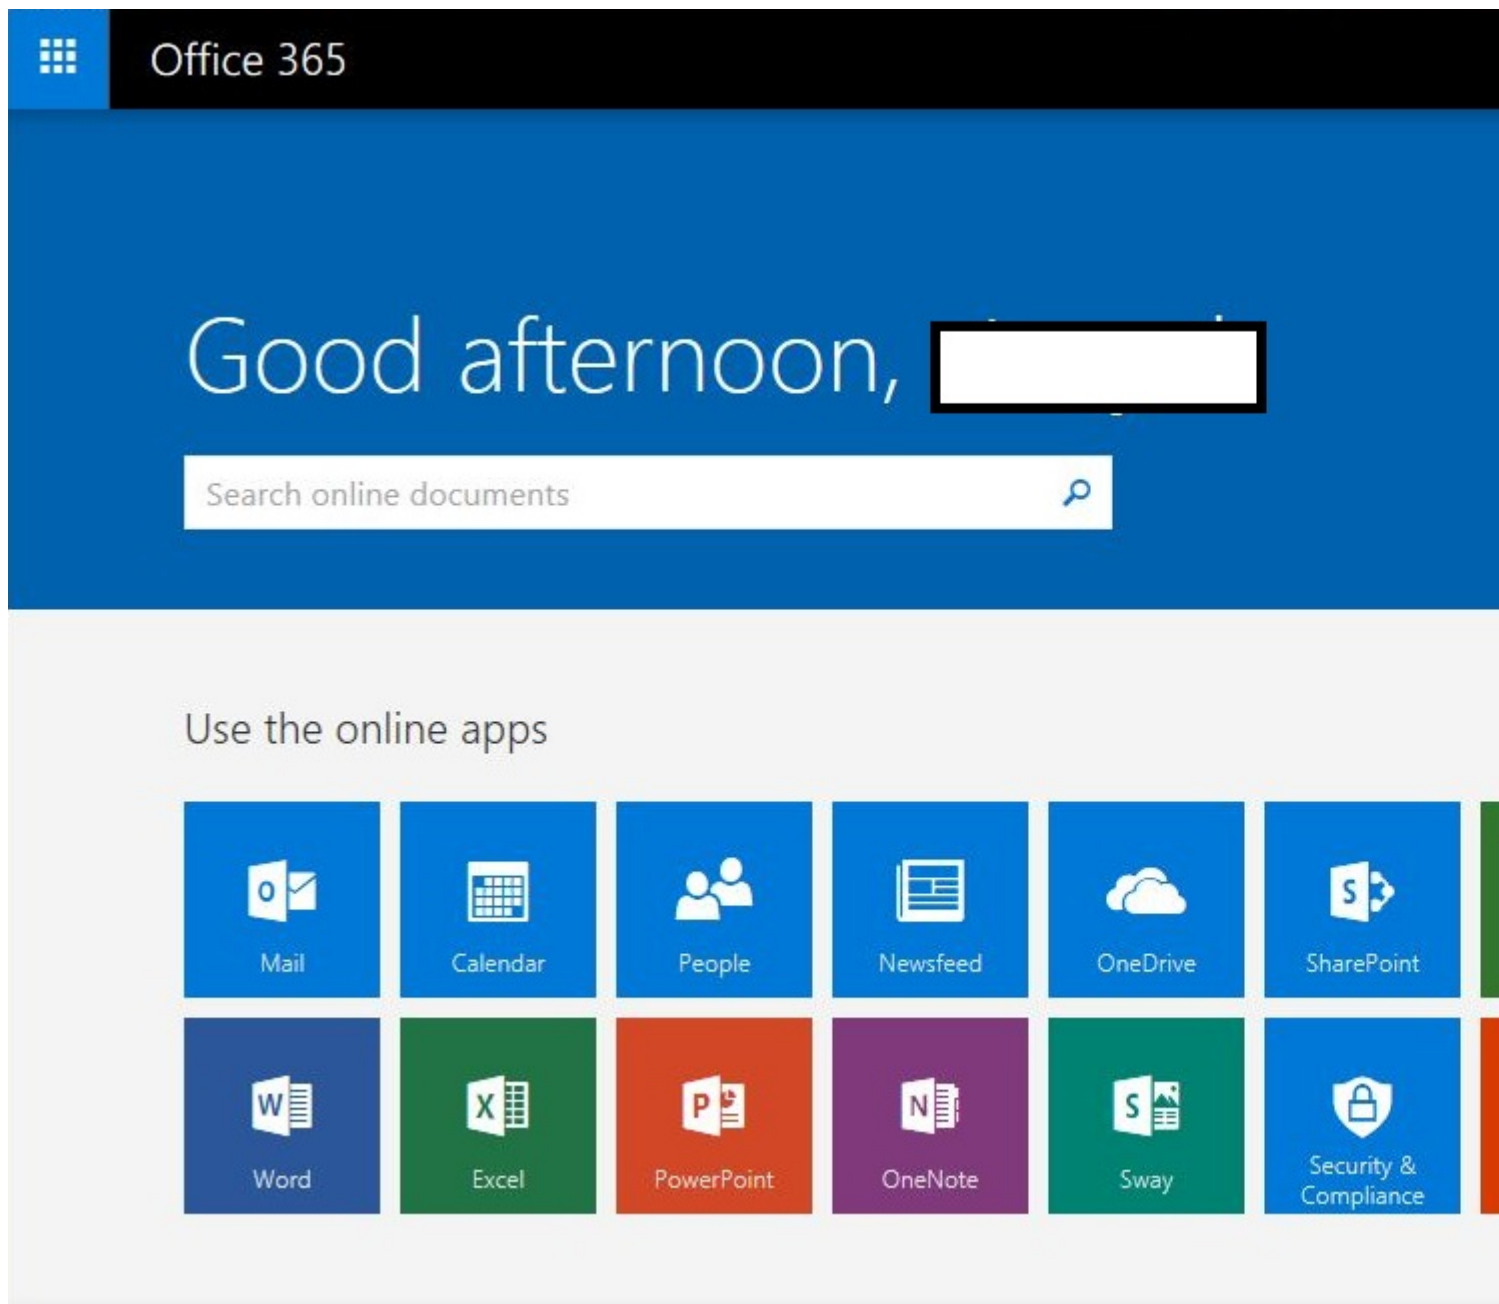 Office 365
Good afternoon,
Search online documents
Use the online apps
Mail
Calendar
People
Newsfeed
OneDrive
SharePoint
Word
Excel
PowerPoint
OneNote
Sway
Security &
Compliance